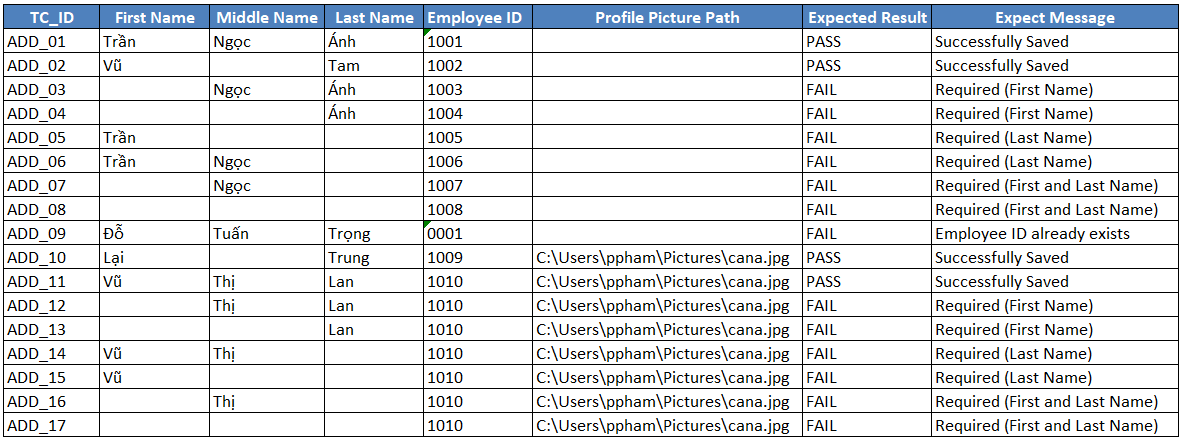 TC_ID First Name Middle Name Last Name Employee ID Profile Picture Path Expected Result Expect Message
ADD_01 Trần Ngọc Ánh 1001 PASS Successfully Saved
ADD_02 Vũ Tam 1002 PASS Successfully Saved
ADD_03 Ngọc Ánh 1003 FAIL Required (First Name)
ADD_04 Ánh 1004 FAIL Required (First Name)
ADD_05 Trần 1005 FAIL Required (Last Name)
ADD_06 Trần Ngọc 1006 FAIL Required (Last Name)
ADD_07 Ngọc 1007 FAIL Required (First and Last Name)
ADD_08 1008 FAIL Required (First and Last Name)
ADD_09 Đỗ Tuấn Trọng 0001 FAIL Employee ID already exists
ADD_10 Lại Trung 1009 C:\Users\ppham\Pictures\cana.jpg PASS Successfully Saved
ADD_11 Vũ Thị Lan 1010 C:\Users\ppham\Pictures\cana.jpg PASS Successfully Saved
ADD_12 Thị Lan 1010 C:\Users\ppham\Pictures\cana.jpg FAIL Required (First Name)
ADD_13 Lan 1010 C:\Users\ppham\Pictures\cana.jpg FAIL Required (First Name)
ADD_14 Vũ Thị 1010 C:\Users\ppham\Pictures\cana.jpg FAIL Required (Last Name)
ADD_15 Vũ 1010 C:\Users\ppham\Pictures\cana.jpg FAIL Required (Last Name)
ADD_16 Thị 1010 C:\Users\ppham\Pictures\cana.jpg FAIL Required (First and Last Name)
ADD_17 1010 C:\Users\ppham\Pictures\cana.jpg FAIL Required (First and Last Name)